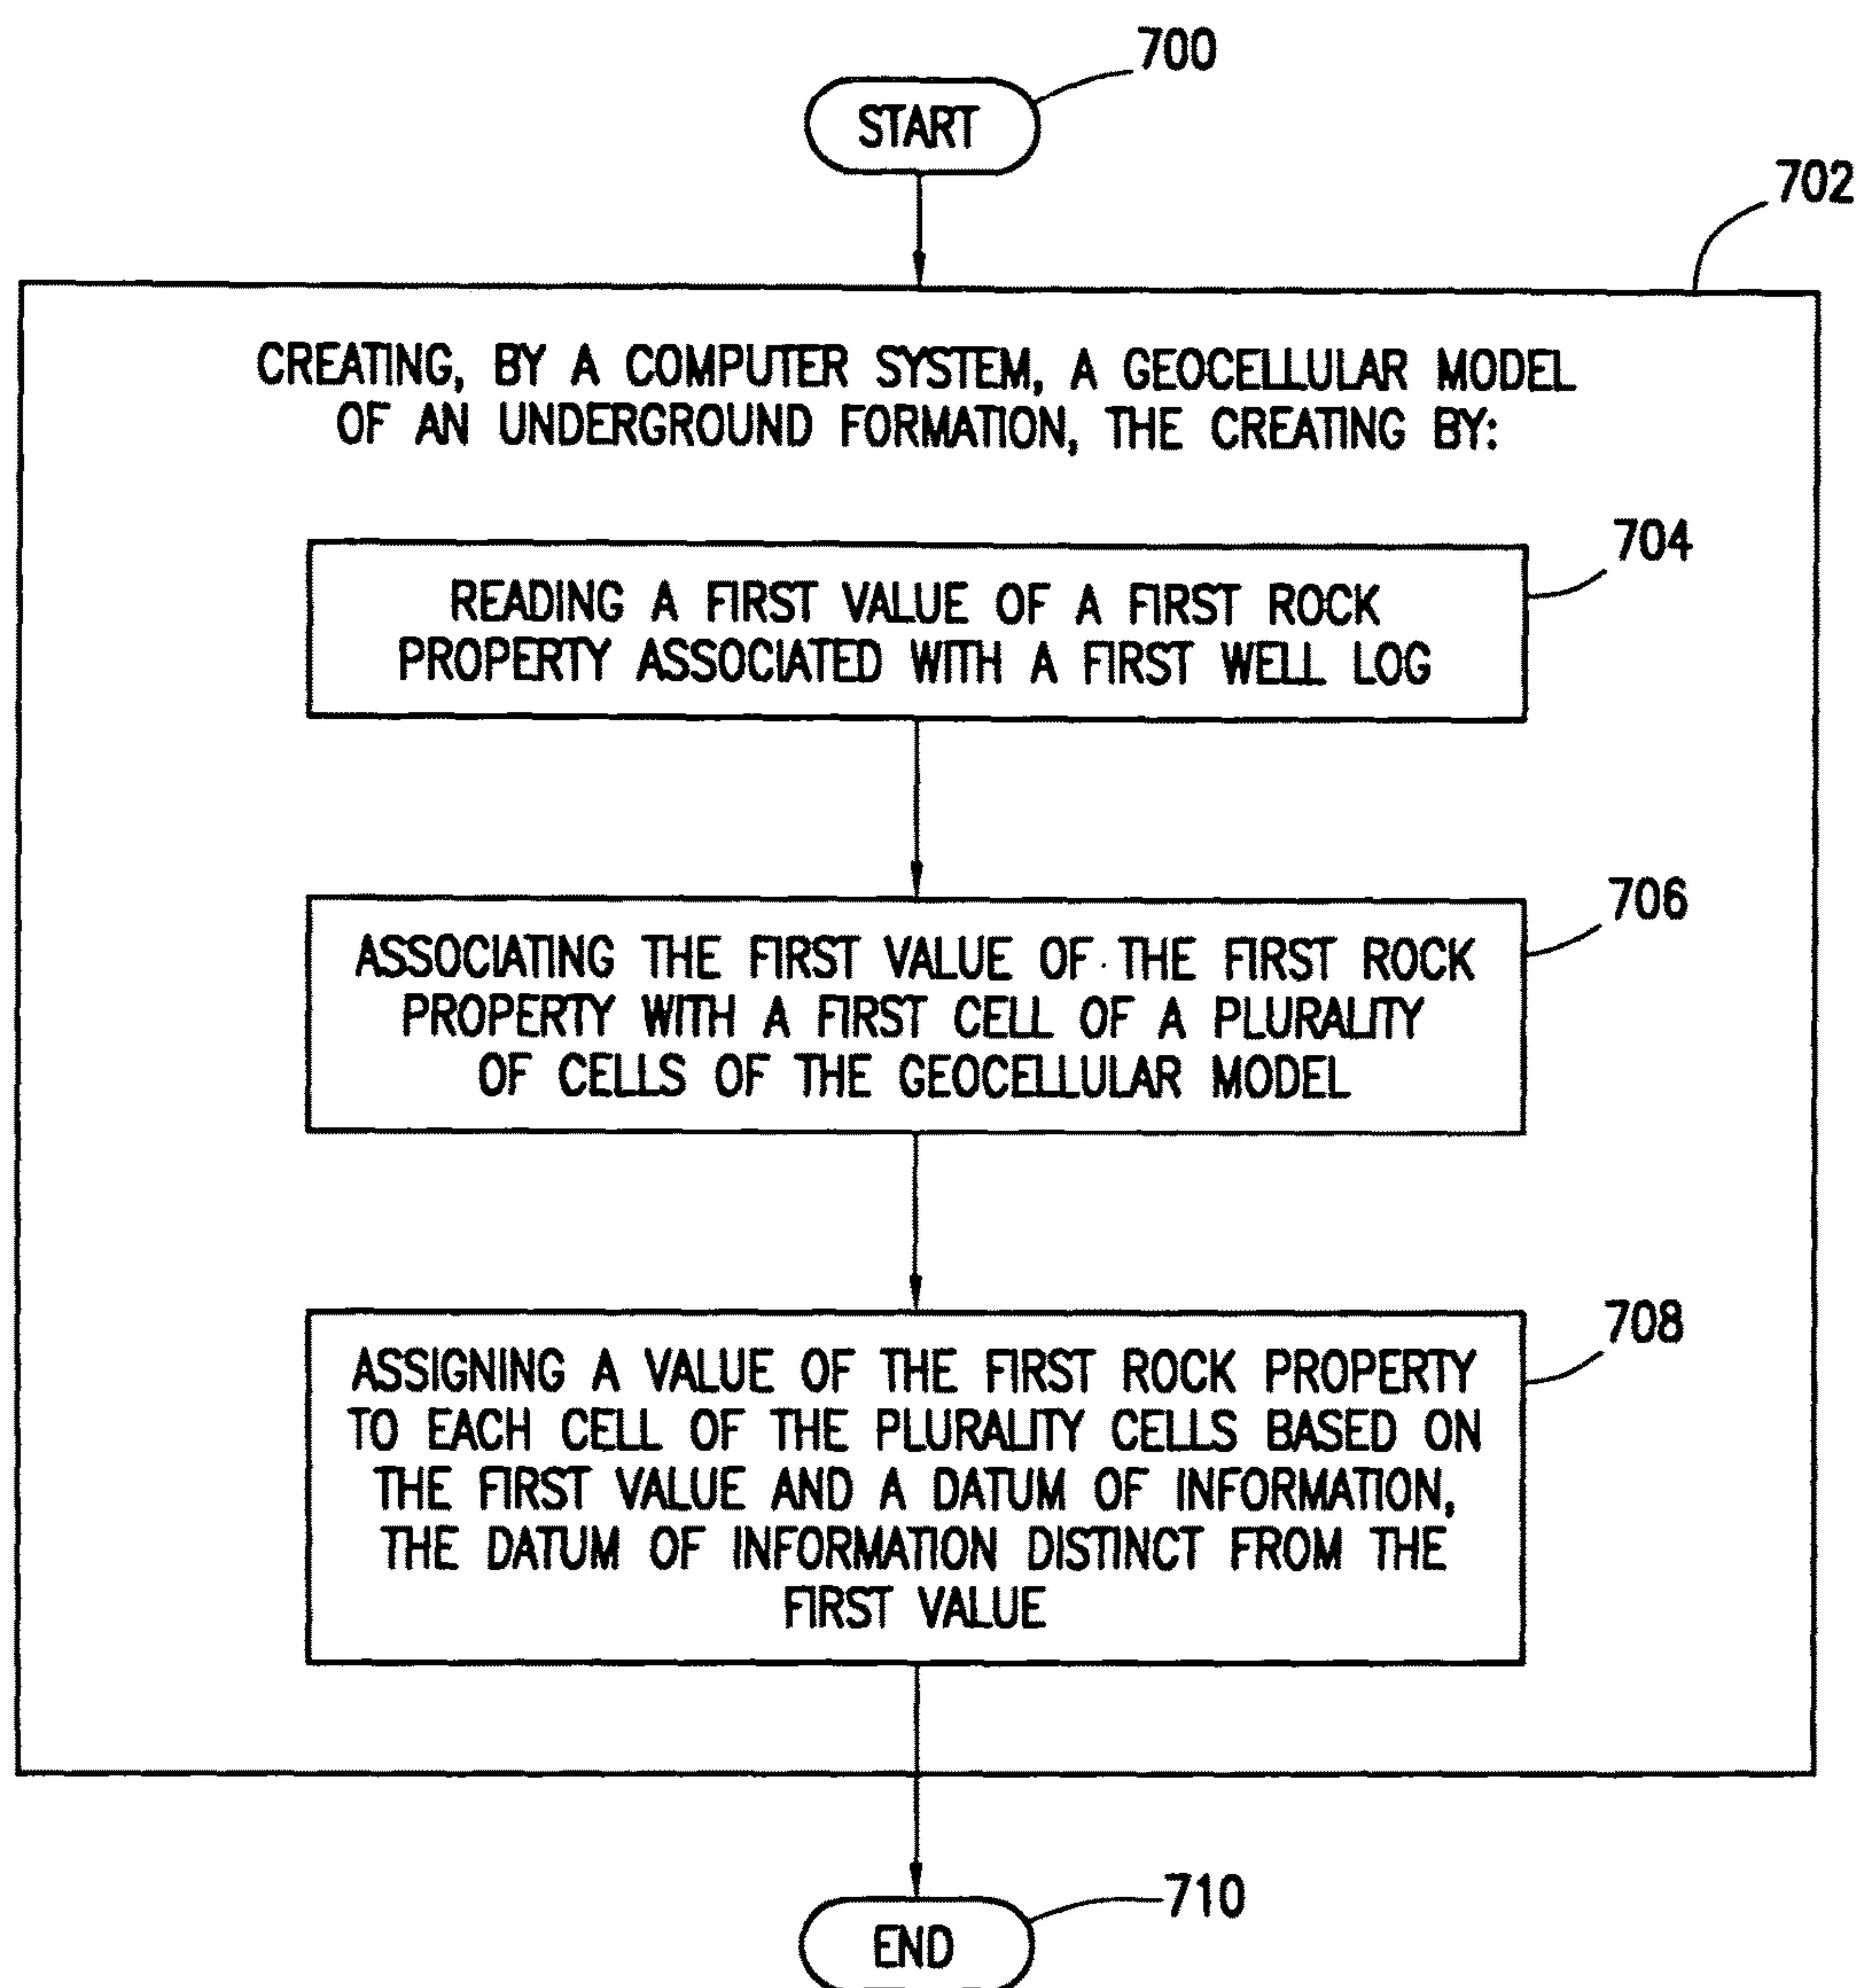 700
START
702
CREATING, BY A COMPUTER SYSTEM, A GEOCELLULAR MODEL
OF AN UNDERGROUND FORMATION, THE CREATING BY:
704
READING A FIRST VALUE OF A FIRST ROCK
PROPERTY ASSOCIATED WITH A FIRST WELL LOG
706
ASSOCIATING THE FIRST VALUE OF THE FIRST ROCK
PROPERTY WITH A FIRST CELL OF A PLURALITY
OF CELLS OF THE GEOCELLULAR MODEL
708
ASSIGNING A VALUE OF THE FIRST ROCK PROPERTY
TO EACH CELL OF THE PLURALITY CELLS BASED ON
THE FIRST VALUE AND A DATUM OF INFORMATION,
THE DATUM OF INFORMATION DISTINCT FROM THE
FIRST VALUE
710
END